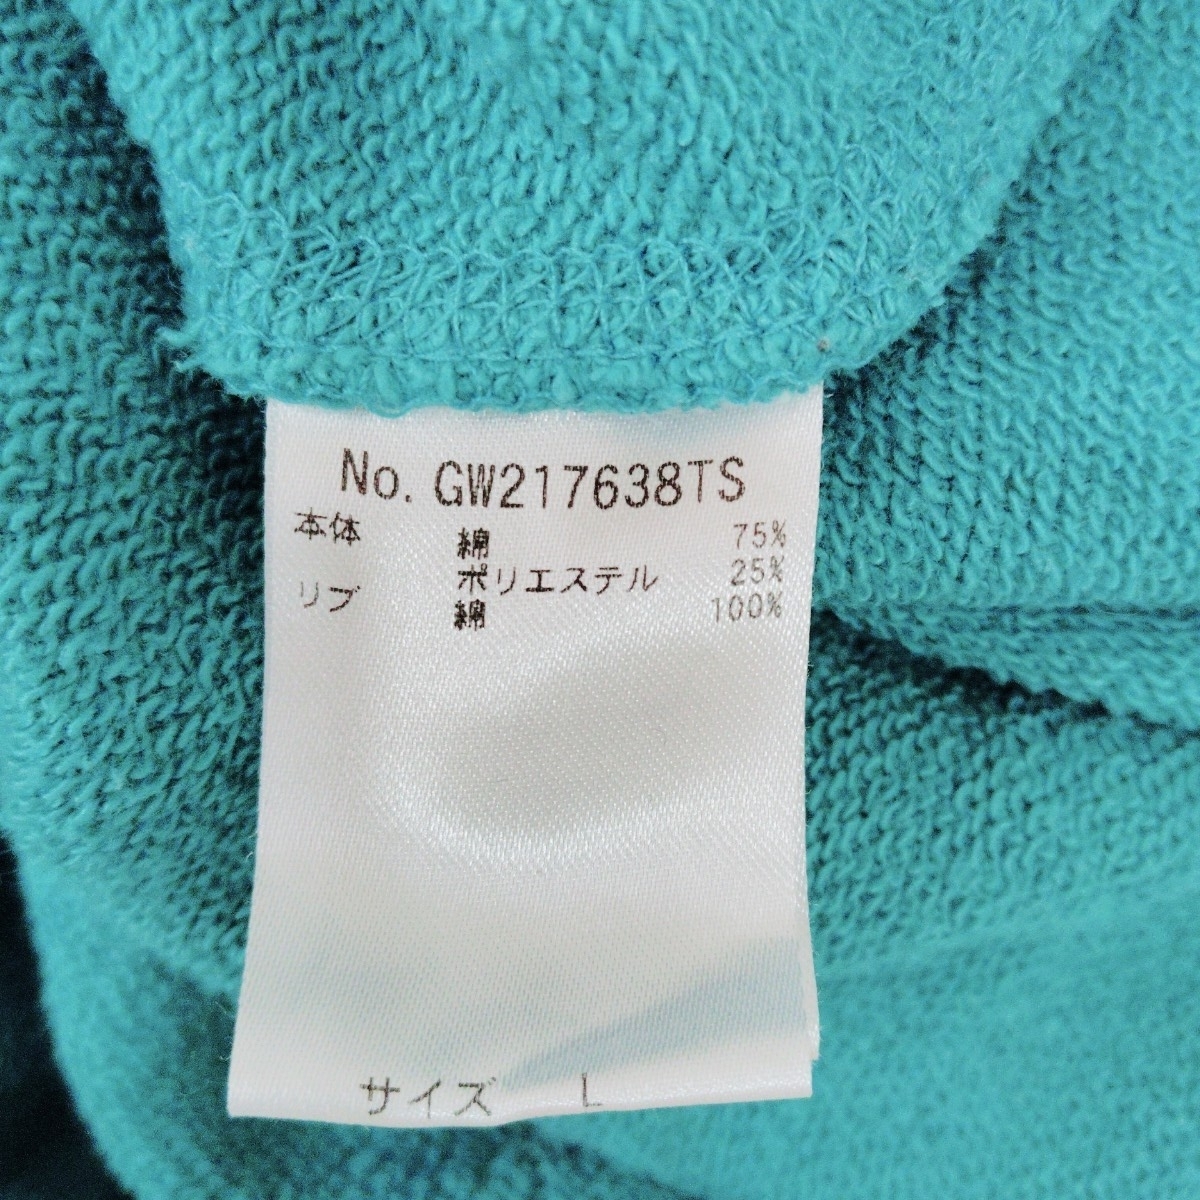 No. GW217638TS
本体 綿 75%
ポリエステル 25%
リブ 綿 100%
サイズ L